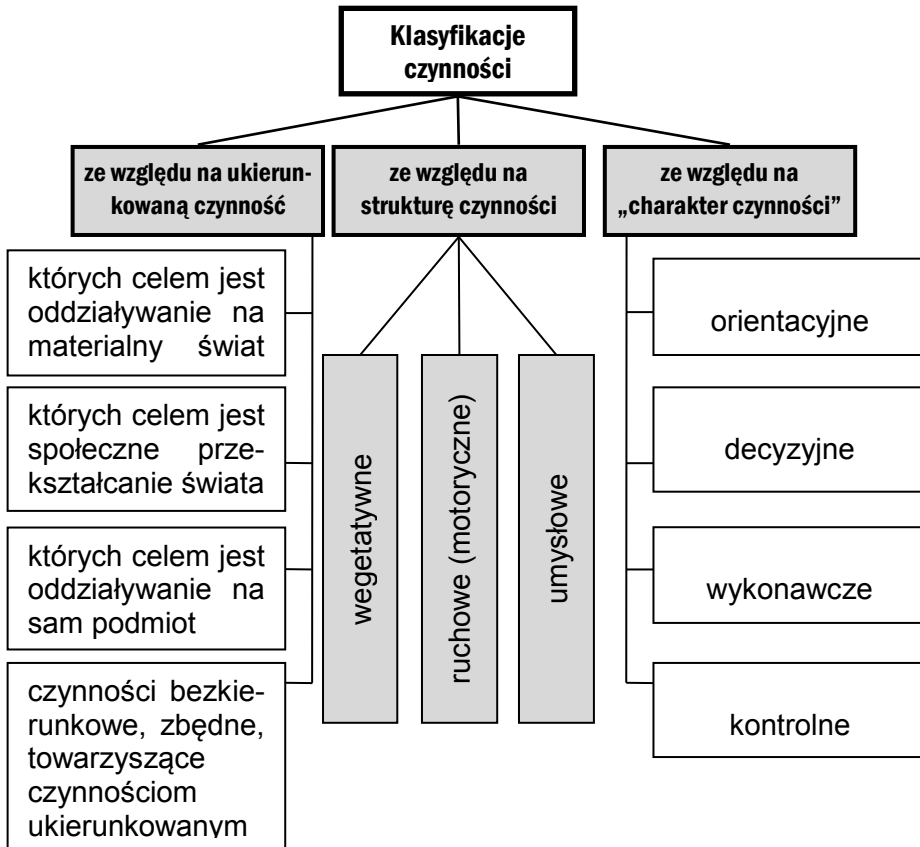 Klasyfikacje
czynności
ze względu na ukierun-
kowaną czynność
ze względu na
strukturę czynności
ze względu na
„charakter czynności”
których celem jest
oddziaływanie na
materialny świat
których celem jest
społeczne prze-
kształcanie świata
których celem jest
oddziaływanie na
sam podmiot
czynności bezkie-
runkowe, zbędne,
towarzyszące
czynnościom
ukierunkowanym
wegetatywne
ruchowe (motoryczne)
umysłowe
orientacyjne
decyzyjne
wykonawcze
kontrolne